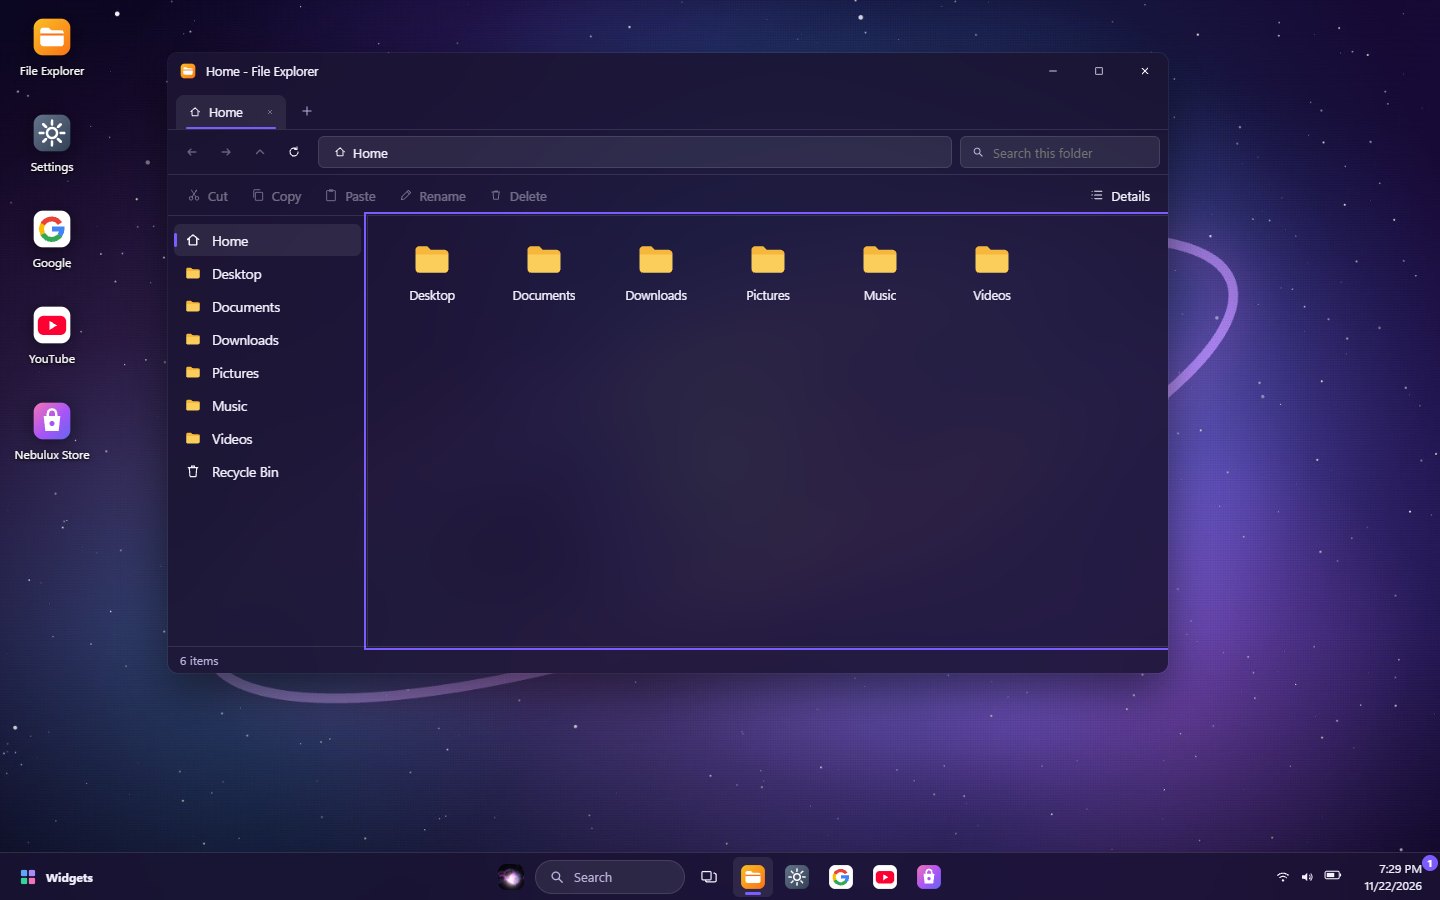 File Explorer
Settings
Google
YouTube
Nebulux Store
Home - File Explorer
Home
Home
Search this folder
Cut Copy Paste Rename Delete Details
Home
Desktop
Documents
Downloads
Pictures
Music
Videos
Recycle Bin
Desktop Documents Downloads Pictures Music Videos
6 items
Widgets
Search
7:29 PM
11/22/2026
1